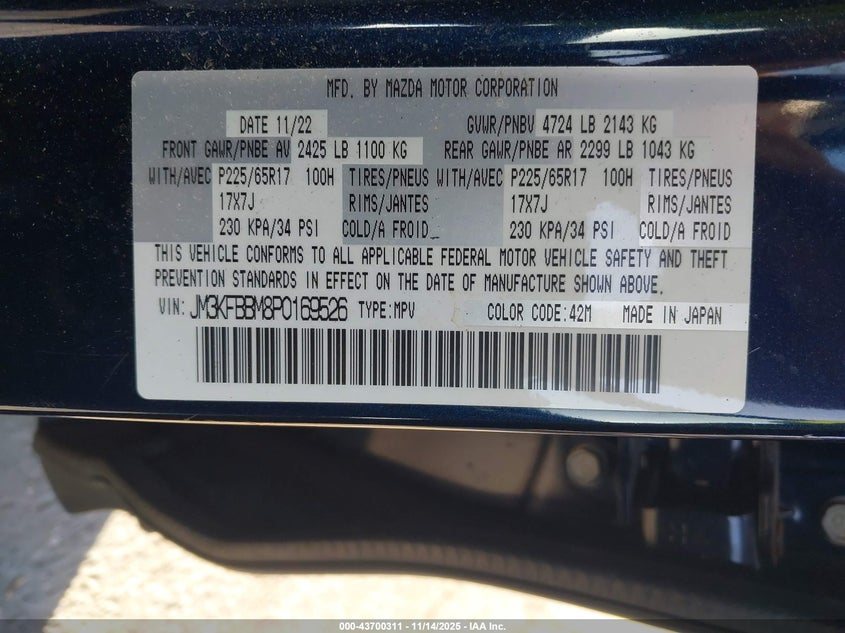 MFD. BY MAZDA MOTOR CORPORATION
DATE 11/22 GVWR/PNBV 4724 LB 2143 KG
FRONT GAWR/PNBE AV 2425 LB 1100 KG REAR GAWR/PNBE AR 2299 LB 1043 KG
WITH/AVEC P225/65R17 100H TIRES/PNEUS WITH/AVEC P225/65R17 100H TIRES/PNEUS
17X7J RIMS/JANTES 17X7J RIMS/JANTES
230 KPA/34 PSI COLD/A FROID_ 230 KPA/34 PSI COLD/A FROID
THIS VEHICLE CONFORMS TO ALL APPLICABLE FEDERAL MOTOR VEHICLE SAFETY AND THEFT
PREVENTION STANDARDS IN EFFECT ON THE DATE OF MANUFACTURE SHOWN ABOVE.
VIN: JM3KFBBM8P0169526 TYPE:MPV COLOR CODE:42M MADE IN JAPAN
000-43700311 - 11/14/2025 - IAA Inc.